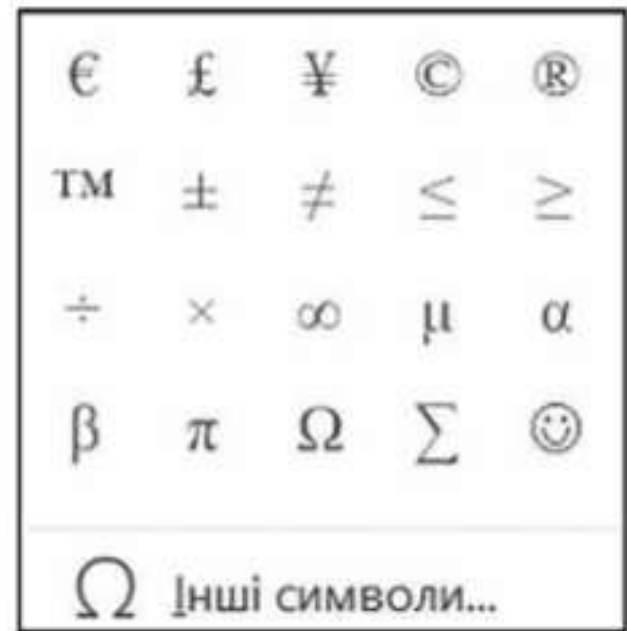 € £ ¥ © ®
™ ± ≠ ≤ ≥
÷ × ∞ µ α
β π Ω ∑ ☺
Ω Інші символи...